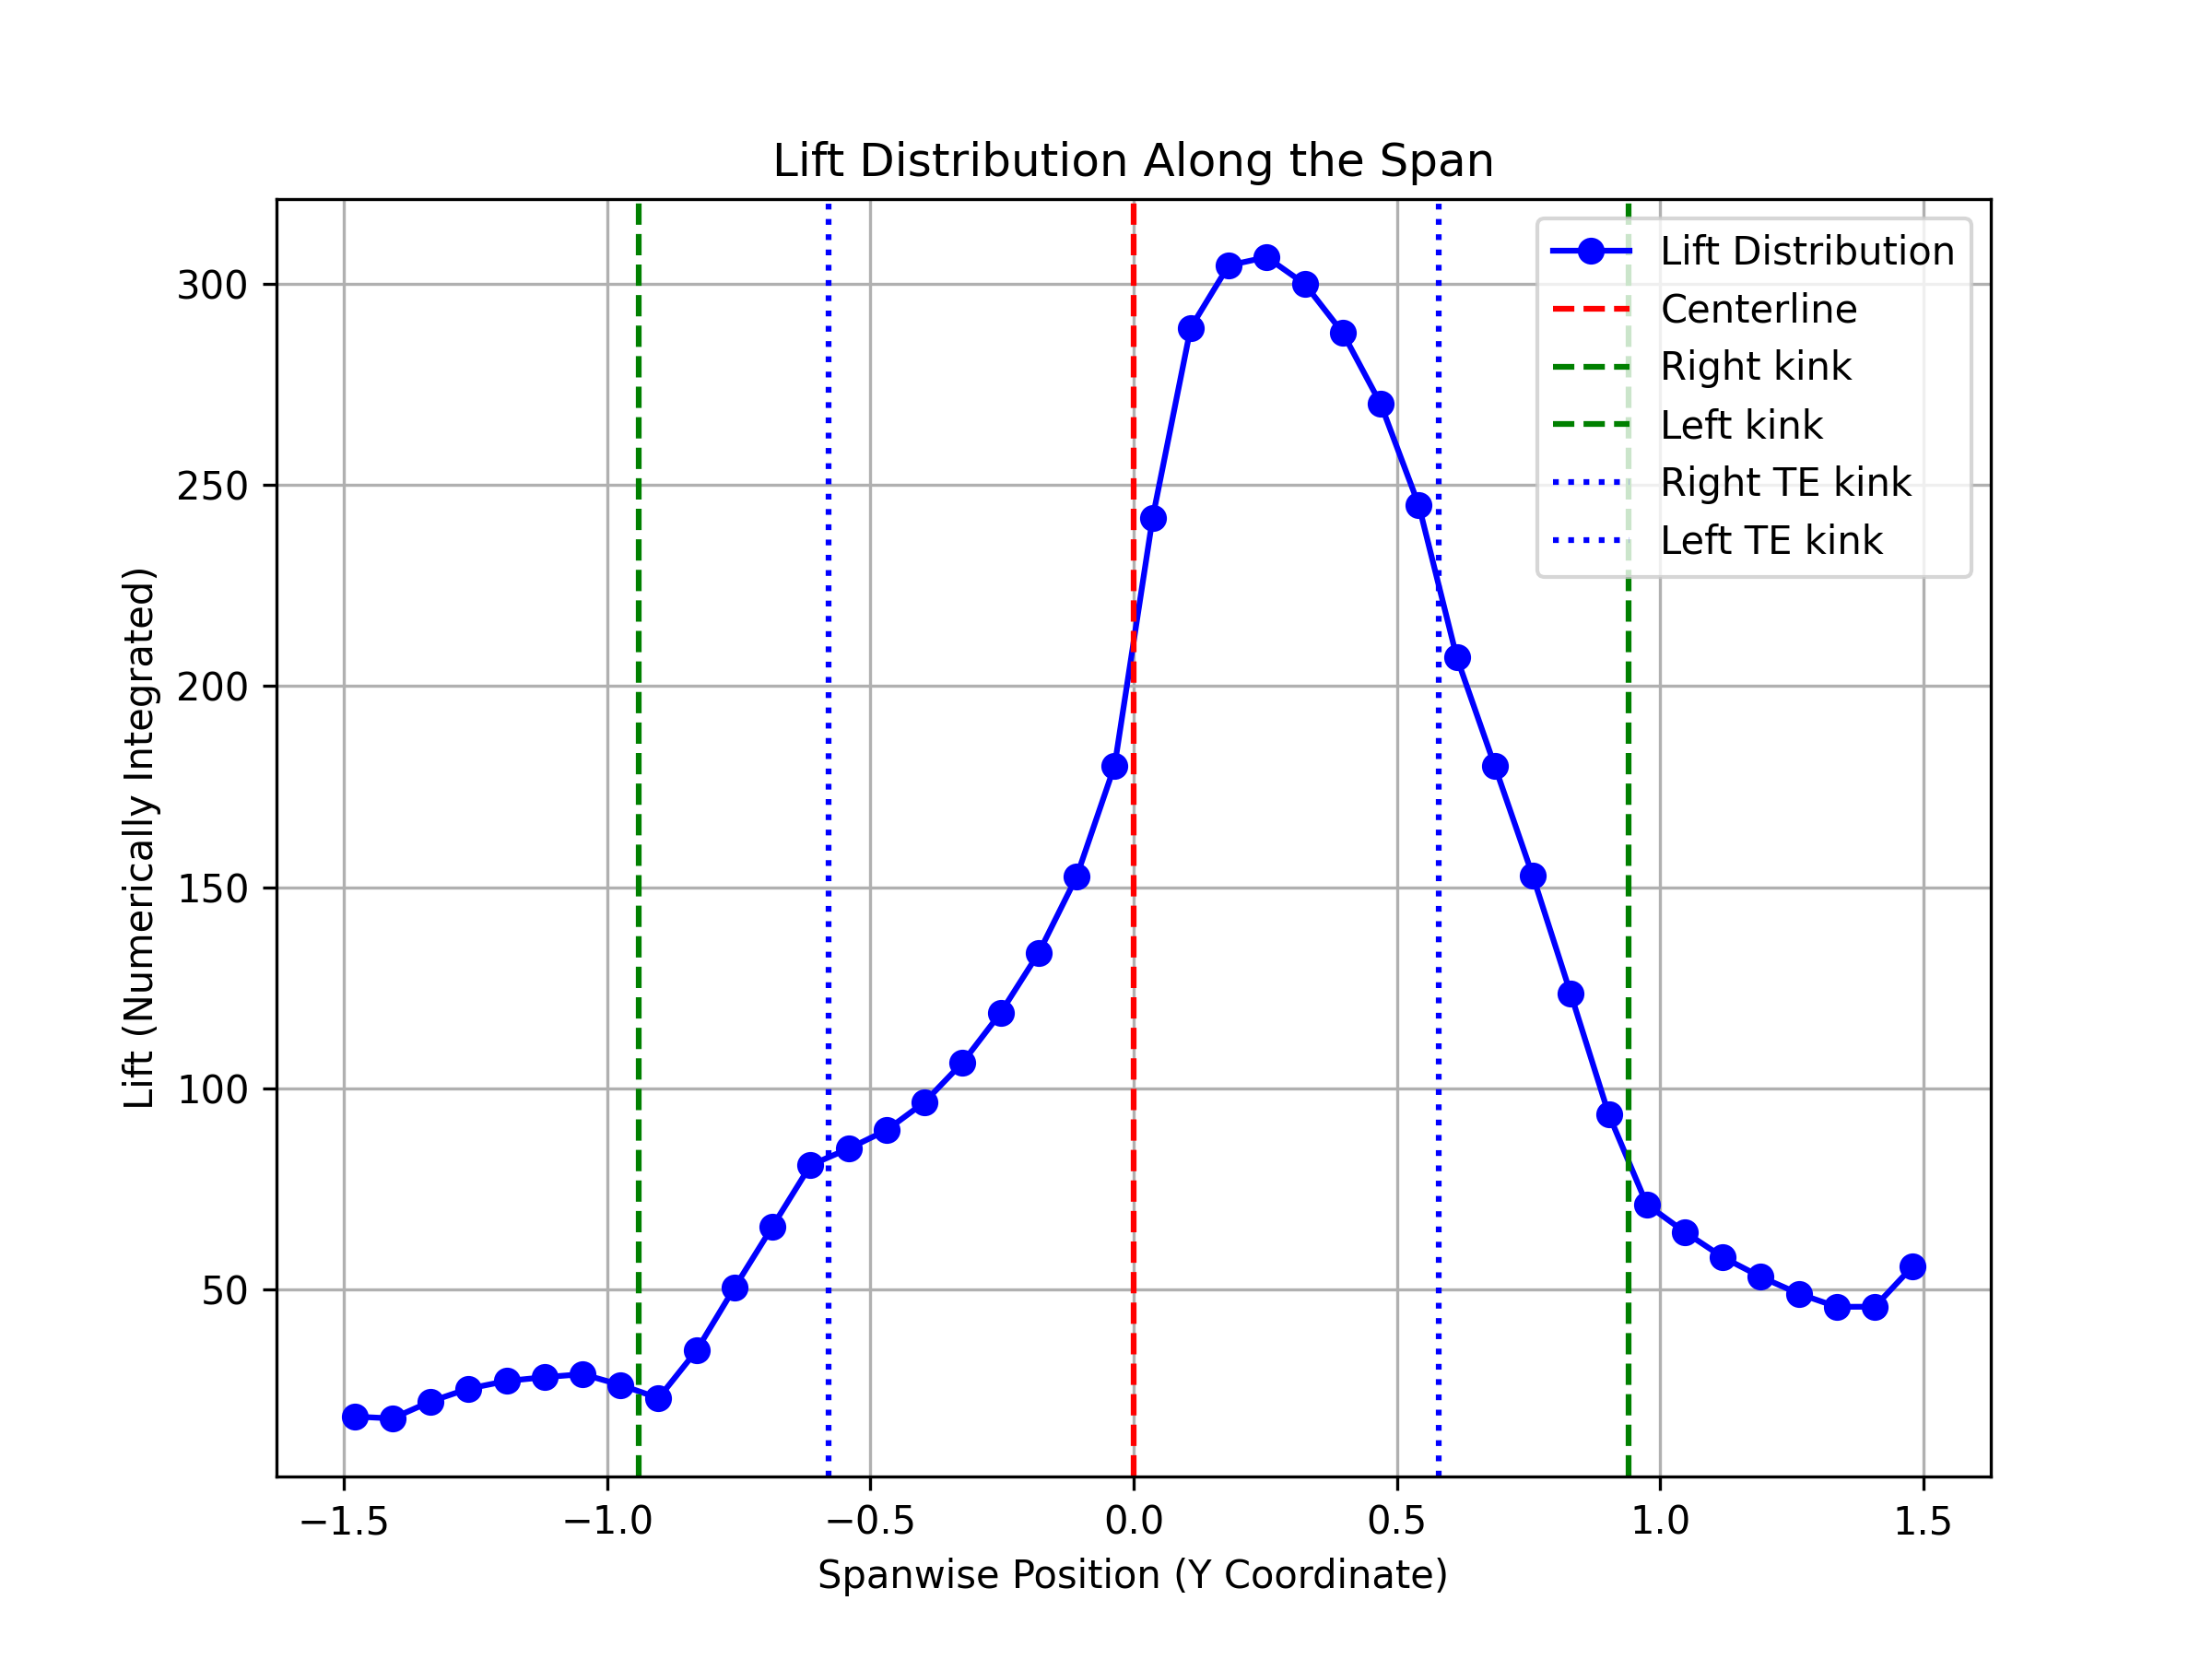 Lift Distribution Along the Span
Lift (Numerically Integrated)
300
250
200
150
100
50
Lift Distribution
Centerline
Right kink
Left kink
Right TE kink
Left TE kink
−1.5 −1.0 −0.5 0.0 0.5 1.0 1.5
Spanwise Position (Y Coordinate)